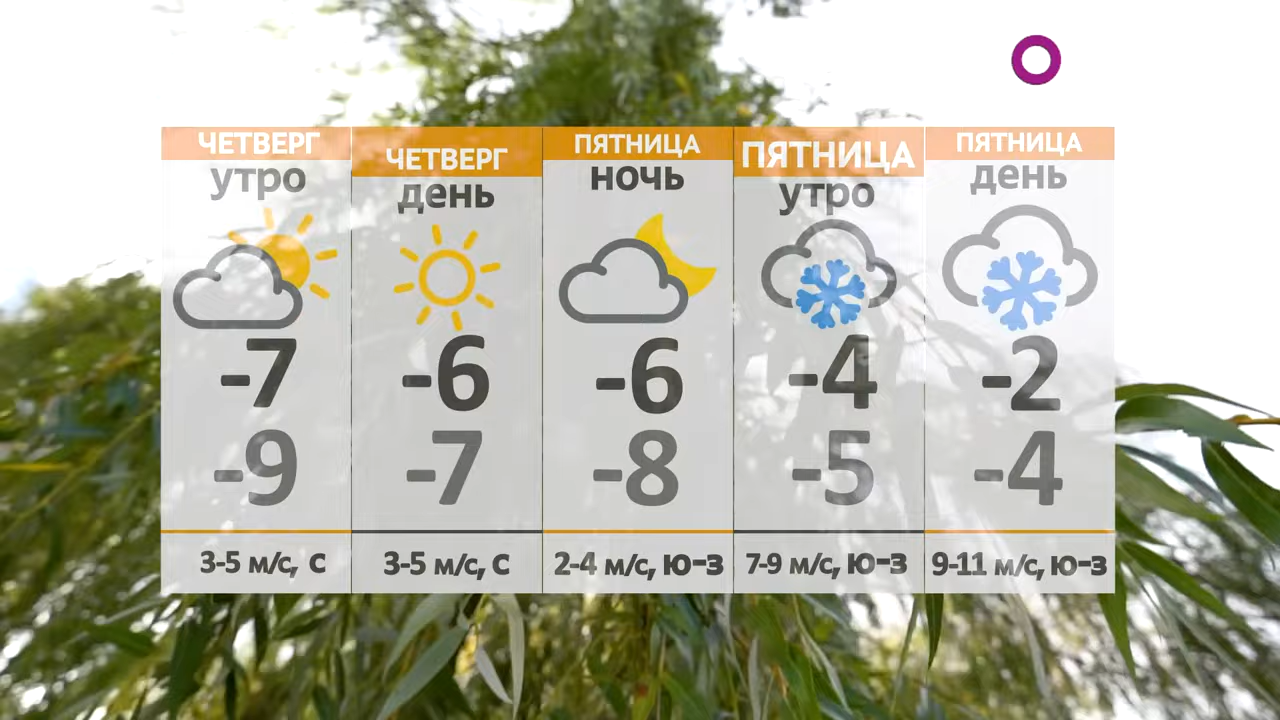 ЧЕТВЕРГ
утро
-7
-9
3-5 м/с, С
ЧЕТВЕРГ
день
-6
-7
3-5 м/с, С
ПЯТНИЦА
ночь
-6
-8
2-4 м/с, Ю-З
ПЯТНИЦА
утро
-4
-5
7-9 м/с, Ю-З
ПЯТНИЦА
день
-2
-4
9-11 м/с, Ю-З